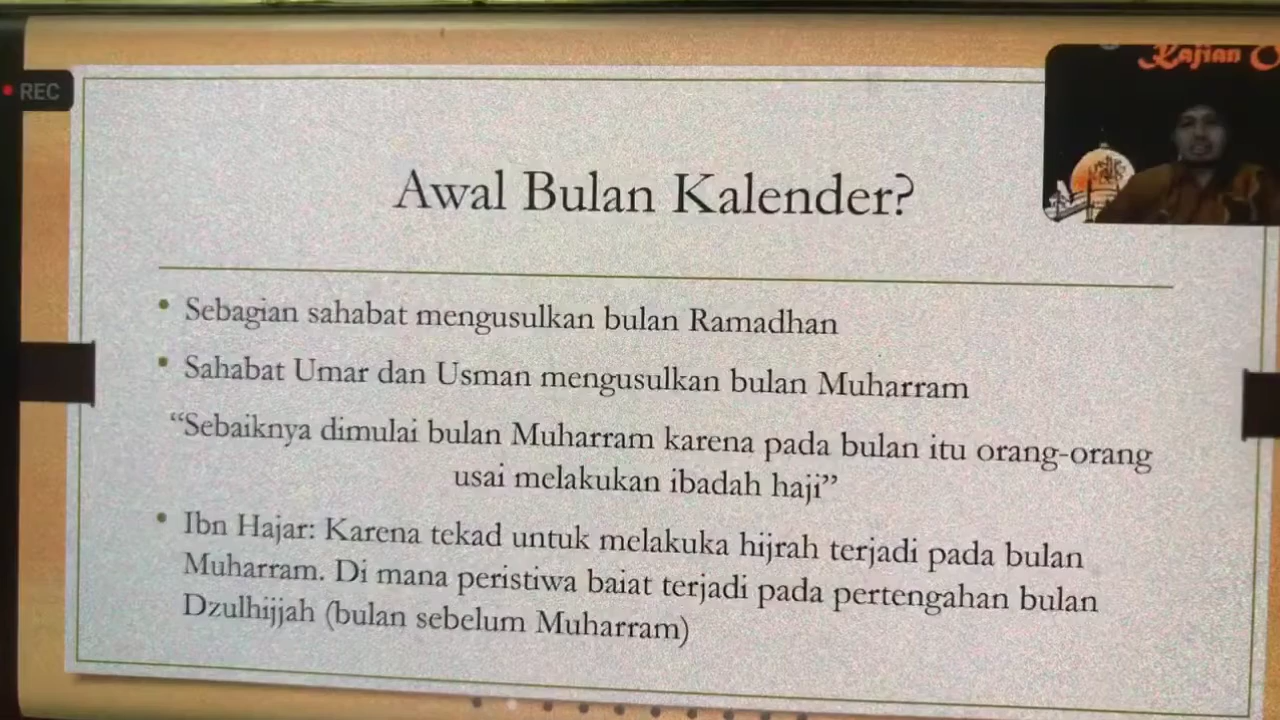 REC
Kajian
Awal Bulan Kalender?
• Sebagian sahabat mengusulkan bulan Ramadhan
• Sahabat Umar dan Usman mengusulkan bulan Muharram
“Sebaiknya dimulai bulan Muharram karena pada bulan itu orang-orang
usai melakukan ibadah haji”
• Ibn Hajar: Karena tekad untuk melakuka hijrah terjadi pada bulan
Muharram. Di mana peristiwa baiat terjadi pada pertengahan bulan
Dzulhijjah (bulan sebelum Muharram)